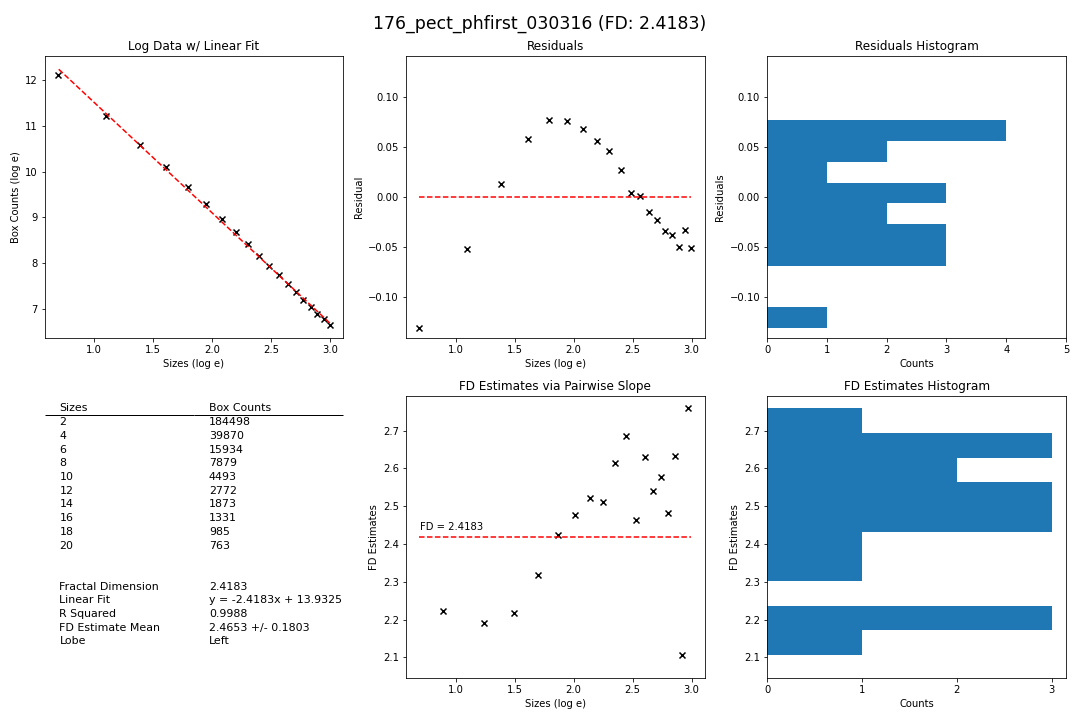 176_pect_phfirst_030316 (FD: 2.4183)
Log Data w/ Linear Fit
Box Counts (log e)
12
11
10
9
8
7
1.0 1.5 2.0 2.5 3.0
Sizes (log e)
Residuals
Residual
0.10
0.05
0.00
−0.05
−0.10
1.0 1.5 2.0 2.5 3.0
Sizes (log e)
Residuals Histogram
Residuals
0.10
0.05
0.00
−0.05
−0.10
0 1 2 3 4 5
Counts
Sizes Box Counts
2 184498
4 39870
6 15934
8 7879
10 4493
12 2772
14 1873
16 1331
18 985
20 763
Fractal Dimension 2.4183
Linear Fit y = -2.4183x + 13.9325
R Squared 0.9988
FD Estimate Mean 2.4653 +/- 0.1803
Lobe Left
FD Estimates via Pairwise Slope
FD Estimates
2.7
2.6
2.5
2.4
2.3
2.2
2.1
FD = 2.4183
1.0 1.5 2.0 2.5 3.0
Sizes (log e)
FD Estimates Histogram
FD Estimates
2.7
2.6
2.5
2.4
2.3
2.2
2.1
0 1 2 3
Counts